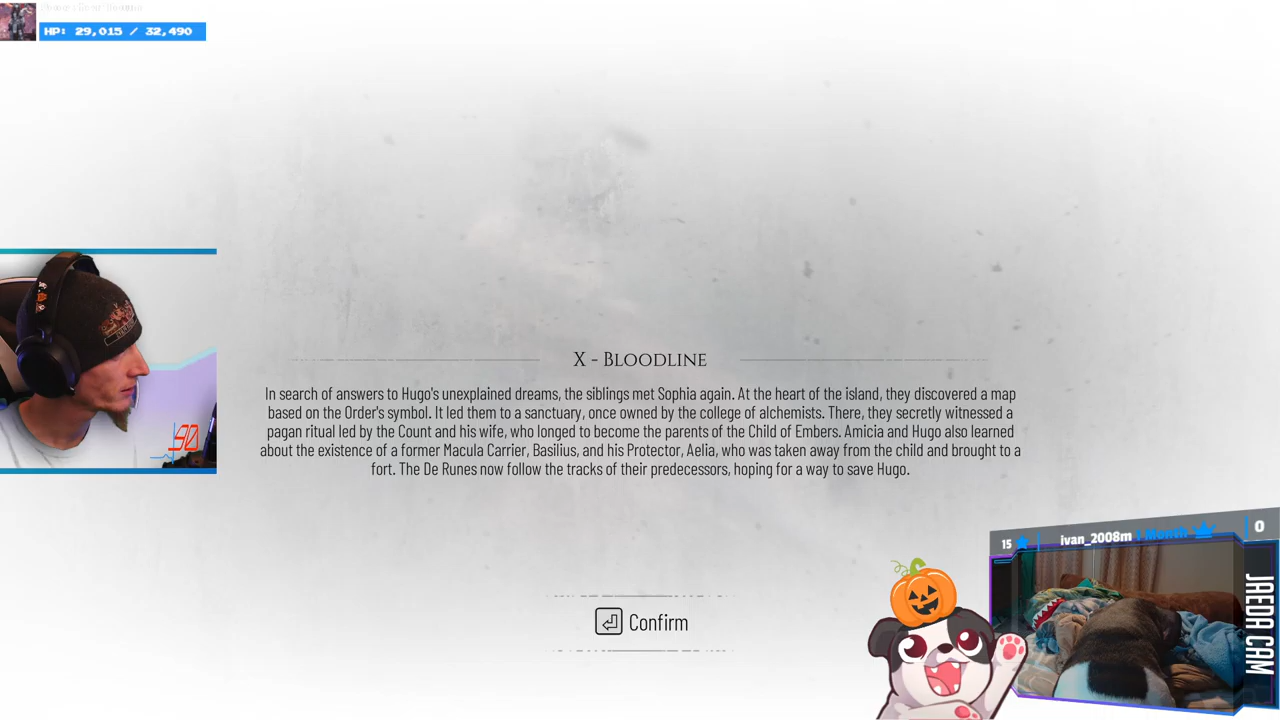 HP: 29,015 / 32,490
X - Bloodline
In search of answers to Hugo's unexplained dreams, the siblings met Sophia again. At the heart of the island, they discovered a map
based on the Order's symbol. It led them to a sanctuary, once owned by the college of alchemists. There, they secretly witnessed a
pagan ritual led by the Count and his wife, who longed to become the parents of the Child of Embers. Amicia and Hugo also learned
about the existence of a former Macula Carrier, Basilius, and his Protector, Aelia, who was taken away from the child and brought to a
fort. The De Runes now follow the tracks of their predecessors, hoping for a way to save Hugo.
90
Confirm
15 ivan_2008m 1 Month 0
JAEDA CAM